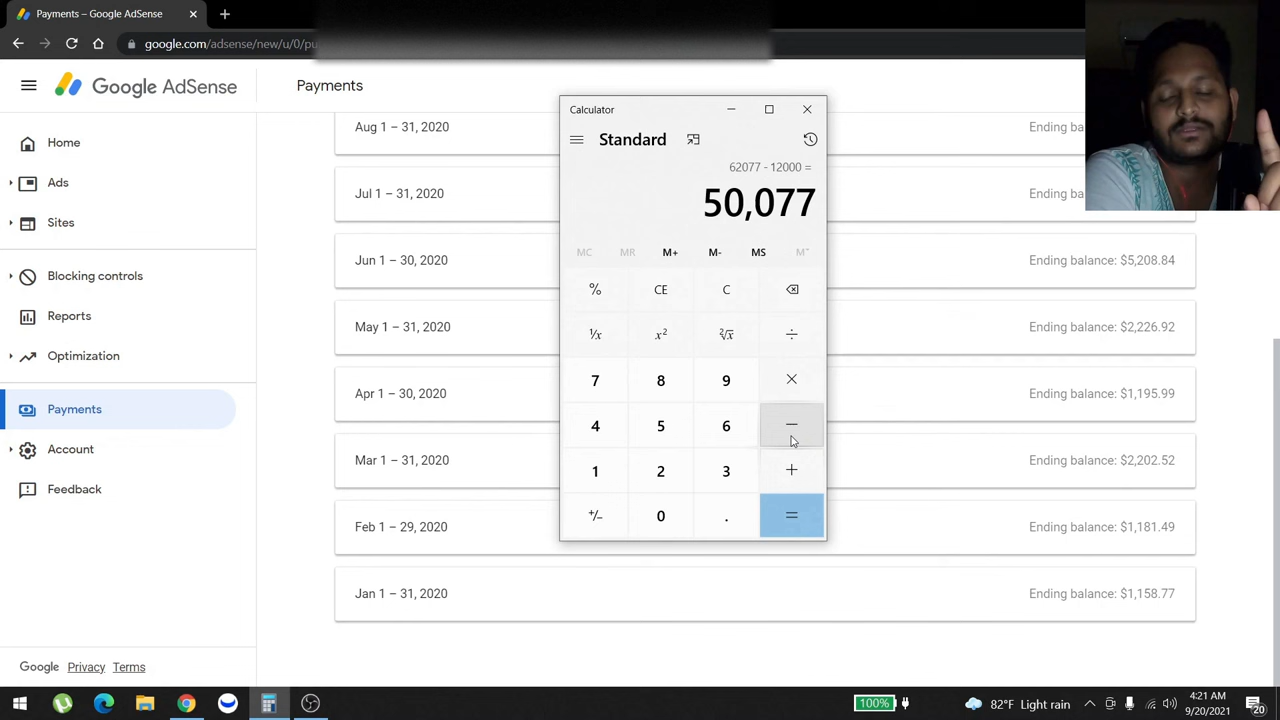 Payments - Google AdSense
google.com/adsense/new/u/0/pu
Google AdSense
Payments
Home
Ads
Sites
Blocking controls
Reports
Optimization
Payments
Account
Feedback
Google Privacy Terms
Aug 1 – 31, 2020 Ending ba
Jul 1 – 31, 2020 Ending ba
Jun 1 – 30, 2020 Ending balance: $5,208.84
May 1 – 31, 2020 Ending balance: $2,226.92
Apr 1 – 30, 2020 Ending balance: $1,195.99
Mar 1 – 31, 2020 Ending balance: $2,202.52
Feb 1 – 29, 2020 Ending balance: $1,181.49
Jan 1 – 31, 2020 Ending balance: $1,158.77
Calculator
Standard
62077 - 12000 =
50,077
MC MR M+ M- MS M˅
% CE C
¹/x x² ²√x ÷
7 8 9 ×
4 5 6 −
1 2 3 +
+/− 0 . =
100% 82°F Light rain
4:21 AM
9/20/2021
20